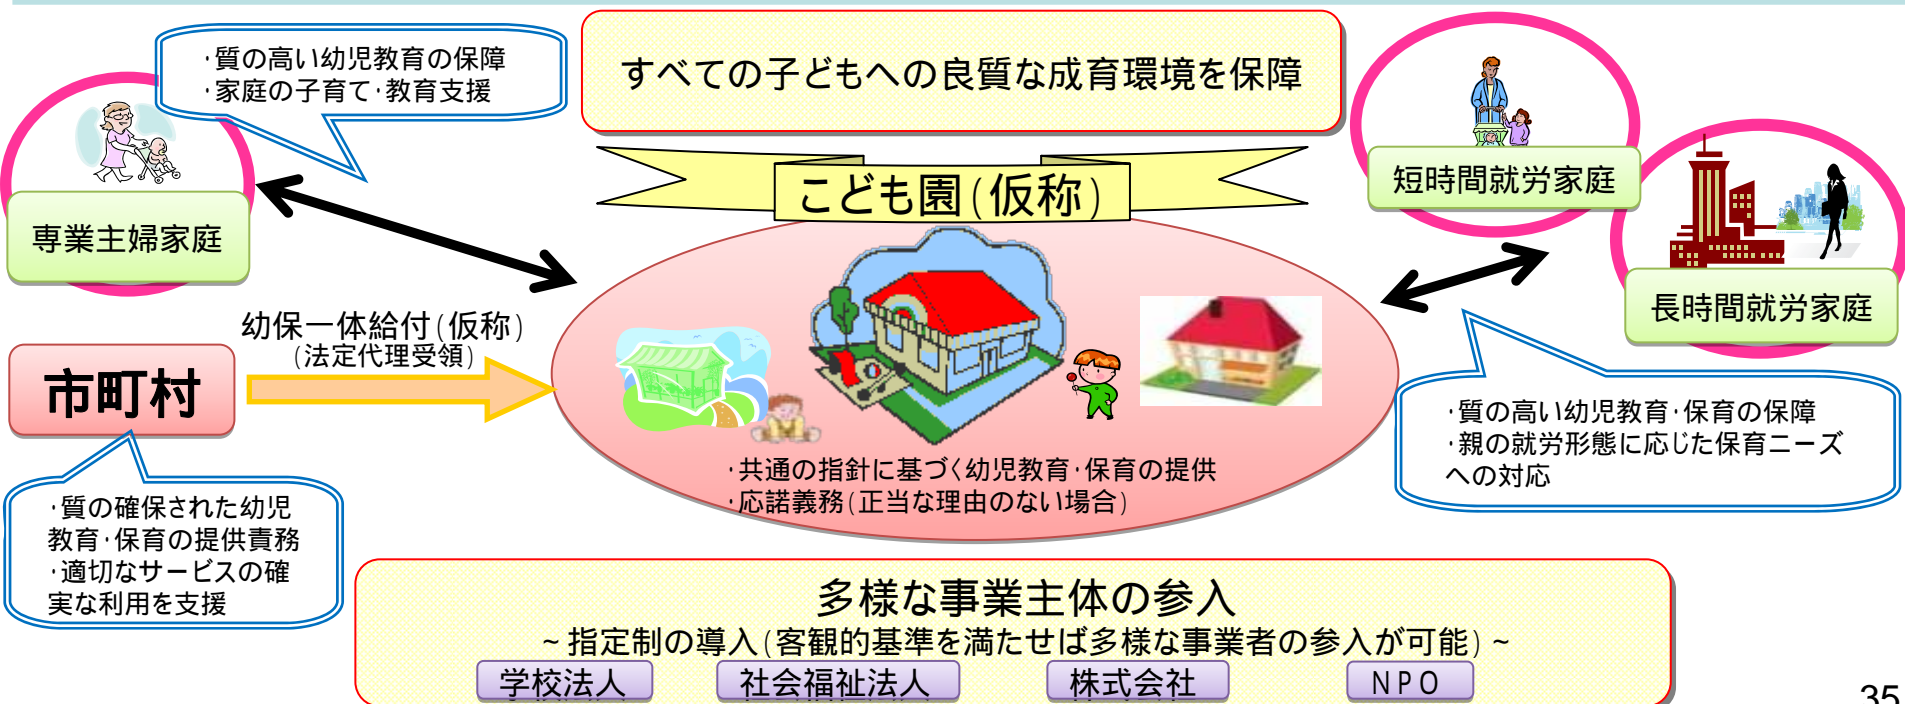 ・質の高い幼児教育の保障
・家庭の子育て・教育支援
すべての子どもへの良質な成育環境を保障
こども園(仮称)
専業主婦家庭
短時間就労家庭
長時間就労家庭
幼保一体給付(仮称)
(法定代理受領)
市町村
・質の確保された幼児
教育・保育の提供責務
・適切なサービスの確
実な利用を支援
・共通の指針に基づく幼児教育・保育の提供
・応諾義務(正当な理由のない場合)
・質の高い幼児教育・保育の保障
・親の就労形態に応じた保育ニーズ
への対応
多様な事業主体の参入
~指定制の導入(客観的基準を満たせば多様な事業者の参入が可能)~
学校法人
社会福祉法人
株式会社
NPO
35